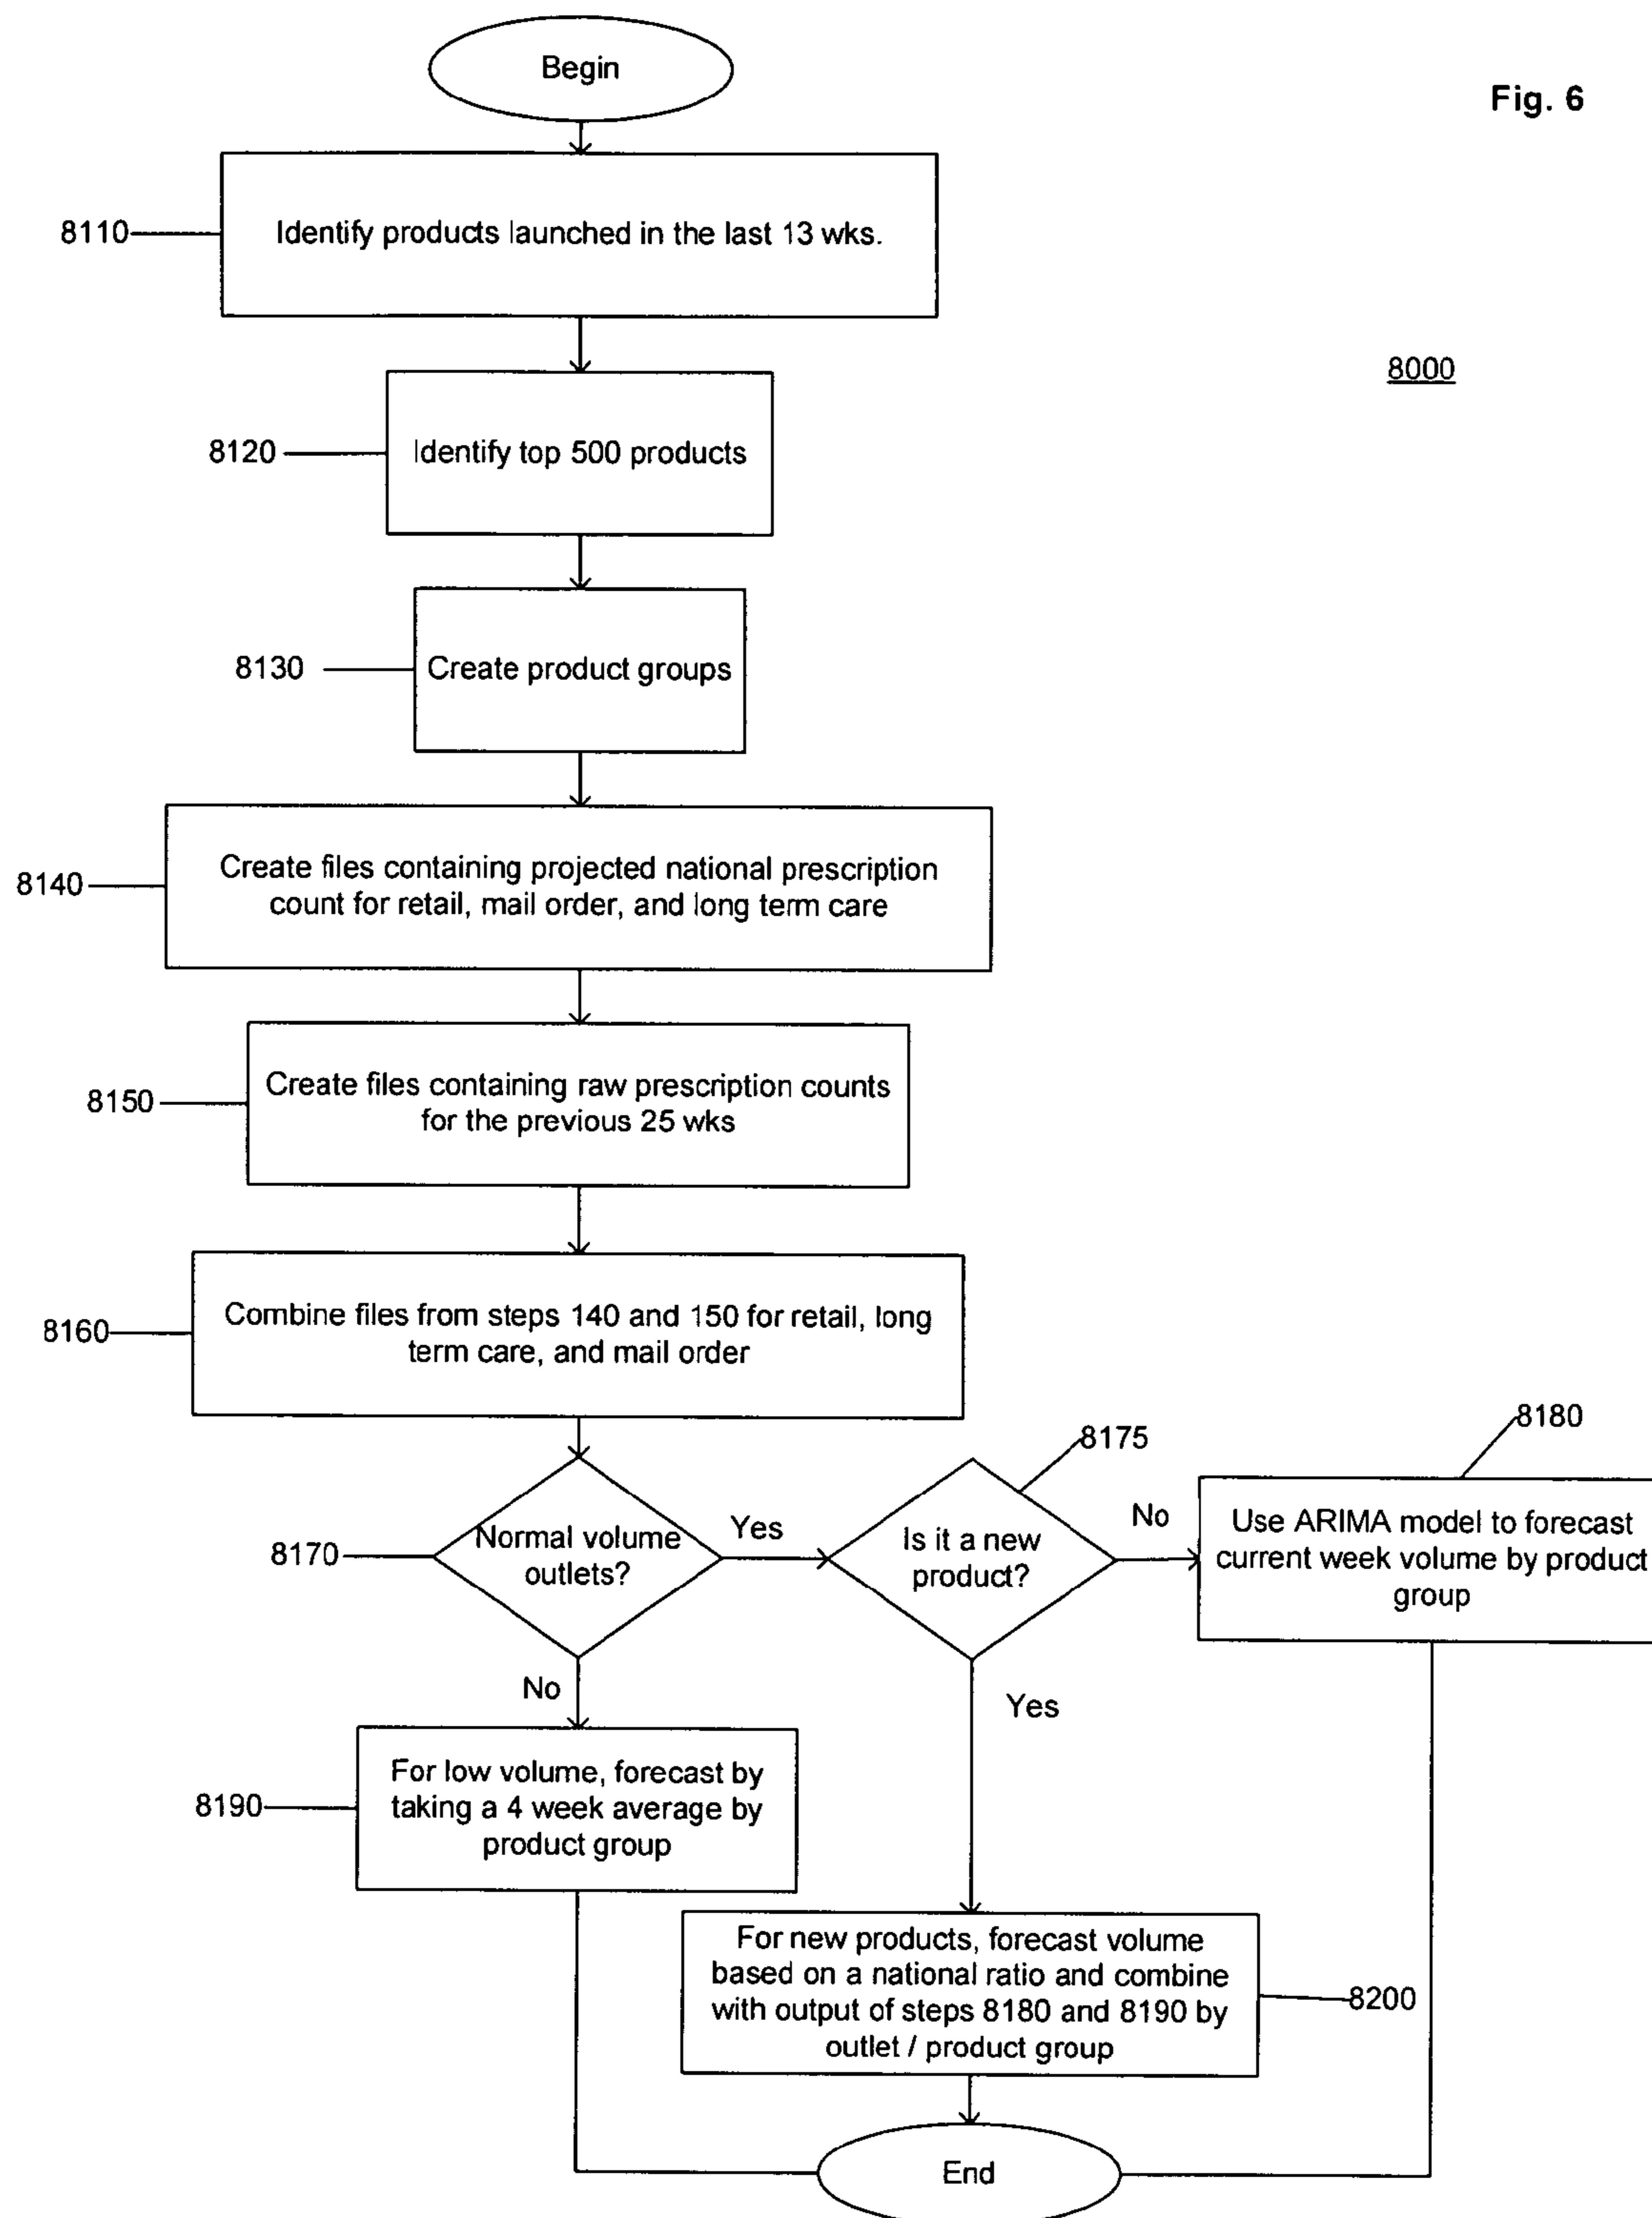 Begin
Fig. 6
8110
Identify products launched in the last 13 wks.
8000
8120
Identify top 500 products
8130
Create product groups
8140
Create files containing projected national prescription
count for retail, mail order, and long term care
8150
Create files containing raw prescription counts
for the previous 25 wks
8160
Combine files from steps 140 and 150 for retail, long
term care, and mail order
8170
Normal volume
outlets?
Yes
8175
Is it a new
product?
No
8180
Use ARIMA model to forecast
current week volume by product
group
No
Yes
8190
For low volume, forecast by
taking a 4 week average by
product group
For new products, forecast volume
based on a national ratio and combine
with output of steps 8180 and 8190 by
outlet / product group
8200
End